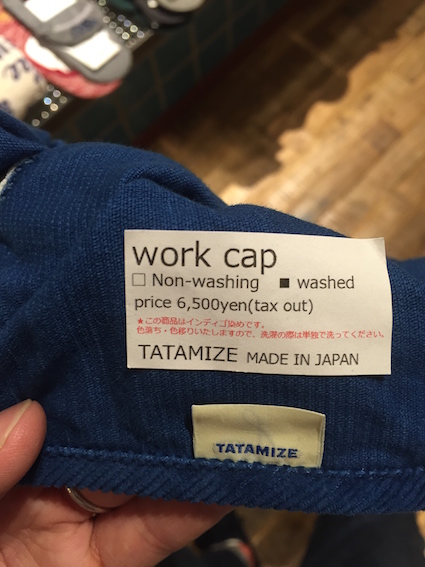 work cap
□ Non-washing ■ washed
price 6,500yen(tax out)
★この商品はインディゴ染めです。
色落ち・色移りいたしますので、洗濯の際は単独で洗ってください。
TATAMIZE MADE IN JAPAN
TATAMIZE